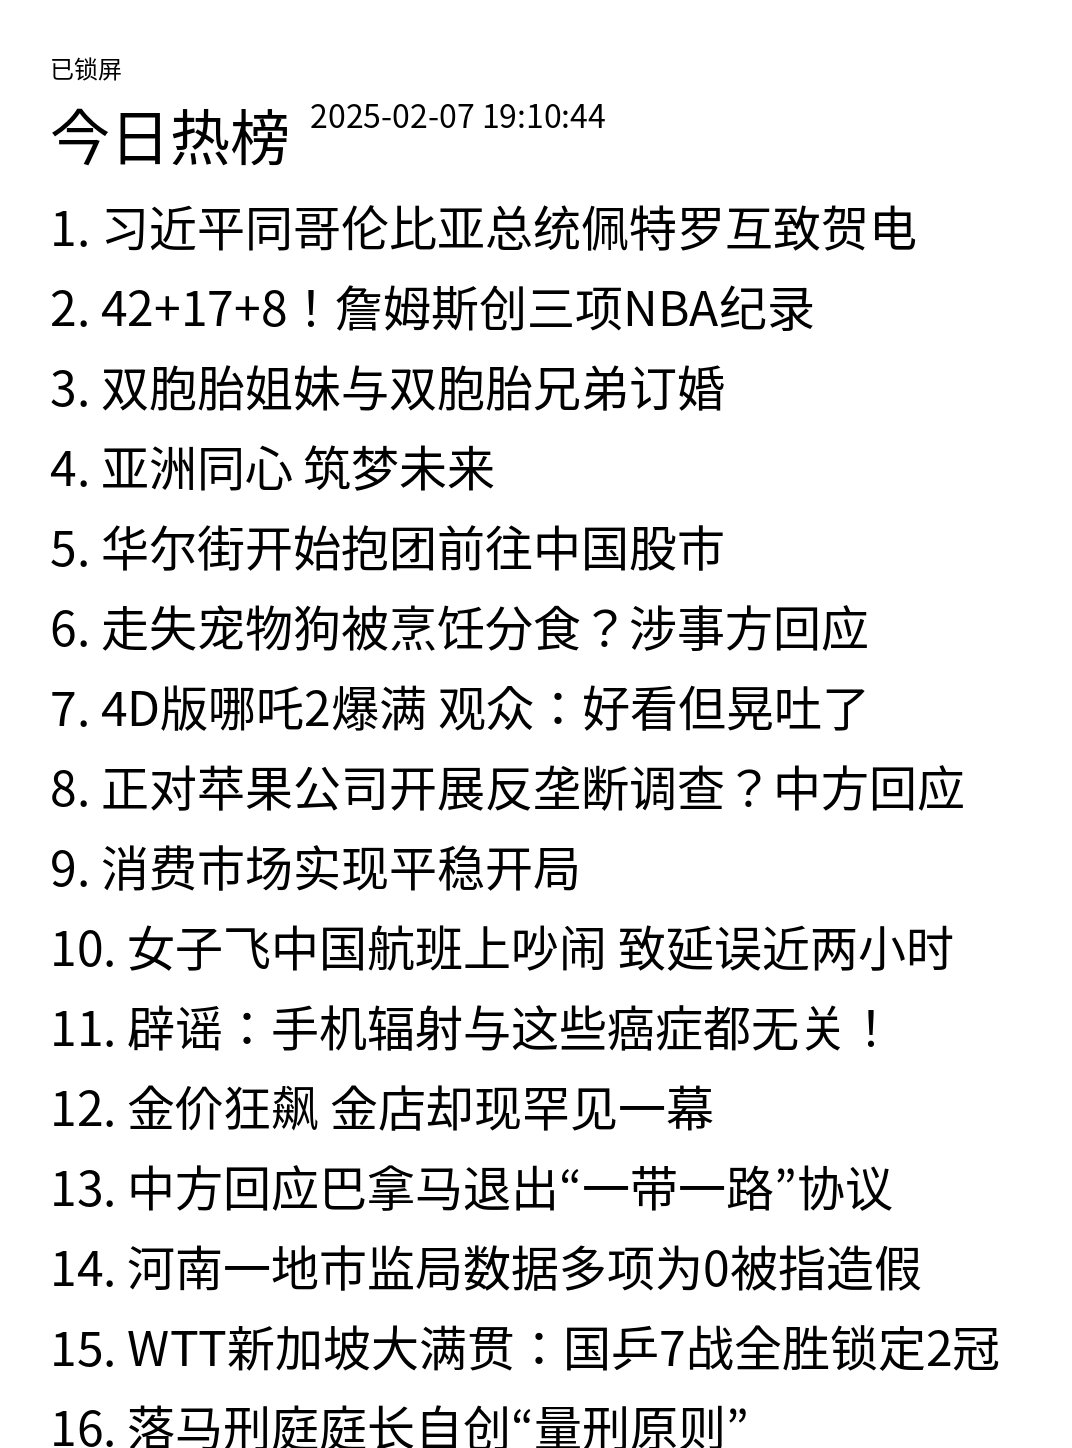 已锁屏
今日热榜 2025-02-07 19:10:44
1. 习近平同哥伦比亚总统佩特罗互致贺电
2. 42+17+8！詹姆斯创三项NBA纪录
3. 双胞胎姐妹与双胞胎兄弟订婚
4. 亚洲同心 筑梦未来
5. 华尔街开始抱团前往中国股市
6. 走失宠物狗被烹饪分食？涉事方回应
7. 4D版哪吒2爆满 观众：好看但晃吐了
8. 正对苹果公司开展反垄断调查？中方回应
9. 消费市场实现平稳开局
10. 女子飞中国航班上吵闹 致延误近两小时
11. 辟谣：手机辐射与这些癌症都无关！
12. 金价狂飙 金店却现罕见一幕
13. 中方回应巴拿马退出“一带一路”协议
14. 河南一地市监局数据多项为0被指造假
15. WTT新加坡大满贯：国乒7战全胜锁定2冠
16. 落马刑庭庭长自创“量刑原则”